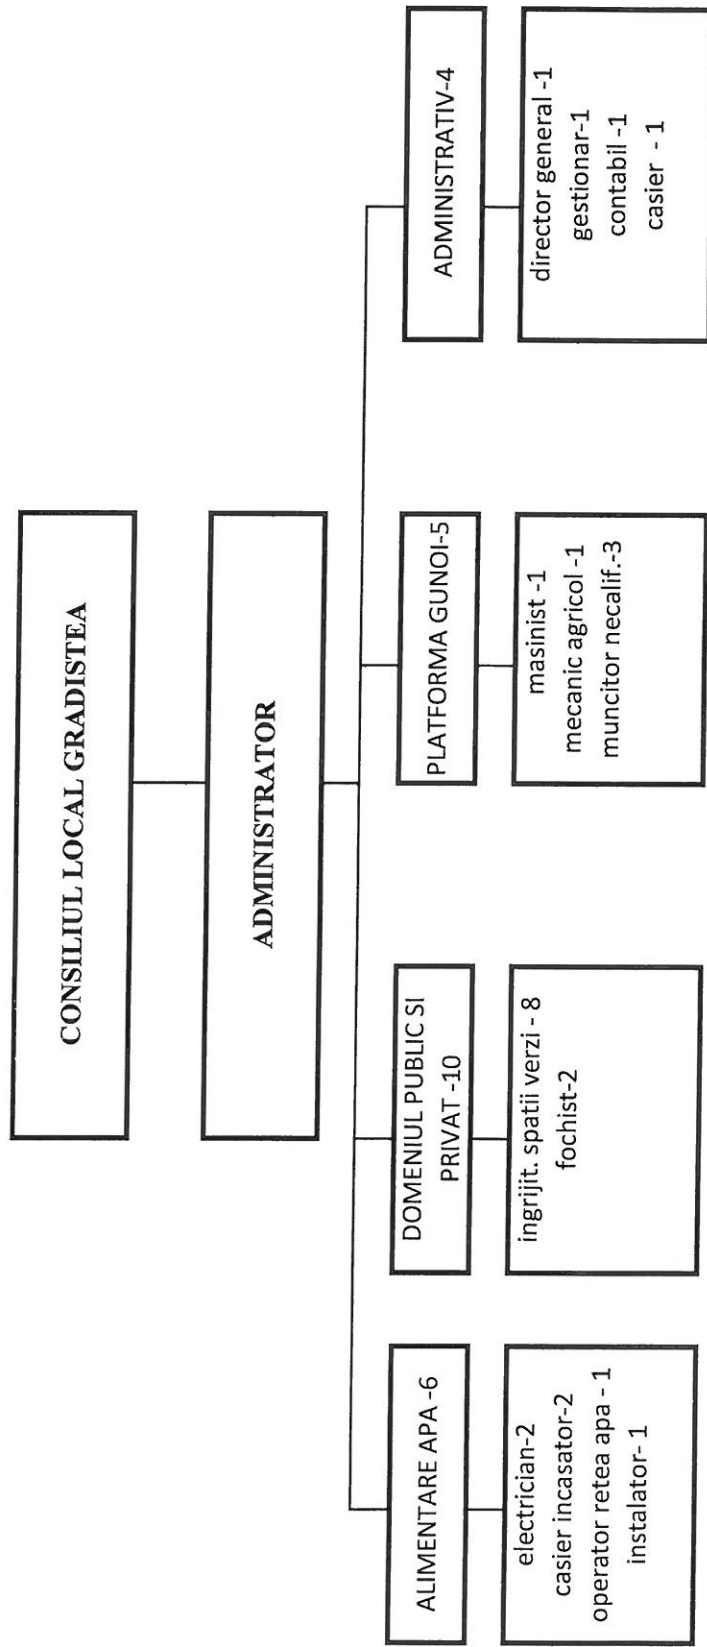 CONSILIUL LOCAL GRADISTEA
ADMINISTRATOR
ALIMENTARE APA -6
electrician-2
casier incasator-2
operator retea apa - 1
instalator- 1
DOMENIUL PUBLIC SI
PRIVAT -10
ingrijit. spatii verzi - 8
fochist-2
PLATFORMA GUNOI-5
masinist -1
mecanic agricol -1
muncitor necalif.-3
ADMINISTRATIV-4
director general -1
gestionar-1
contabil -1
casier - 1